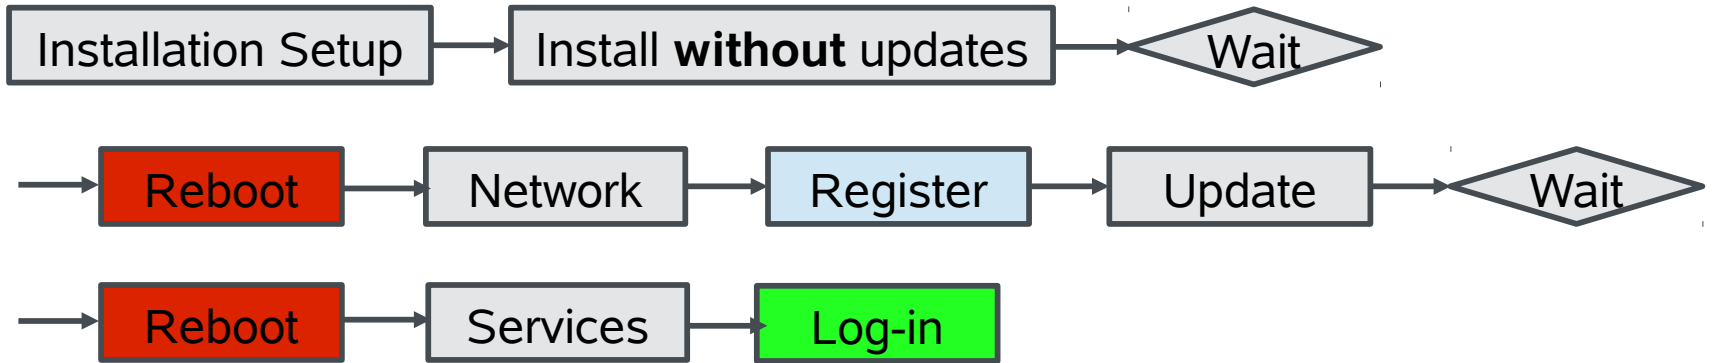 Installation Setup Install without updates Wait
Reboot Network Register Update Wait
Reboot Services Log-in